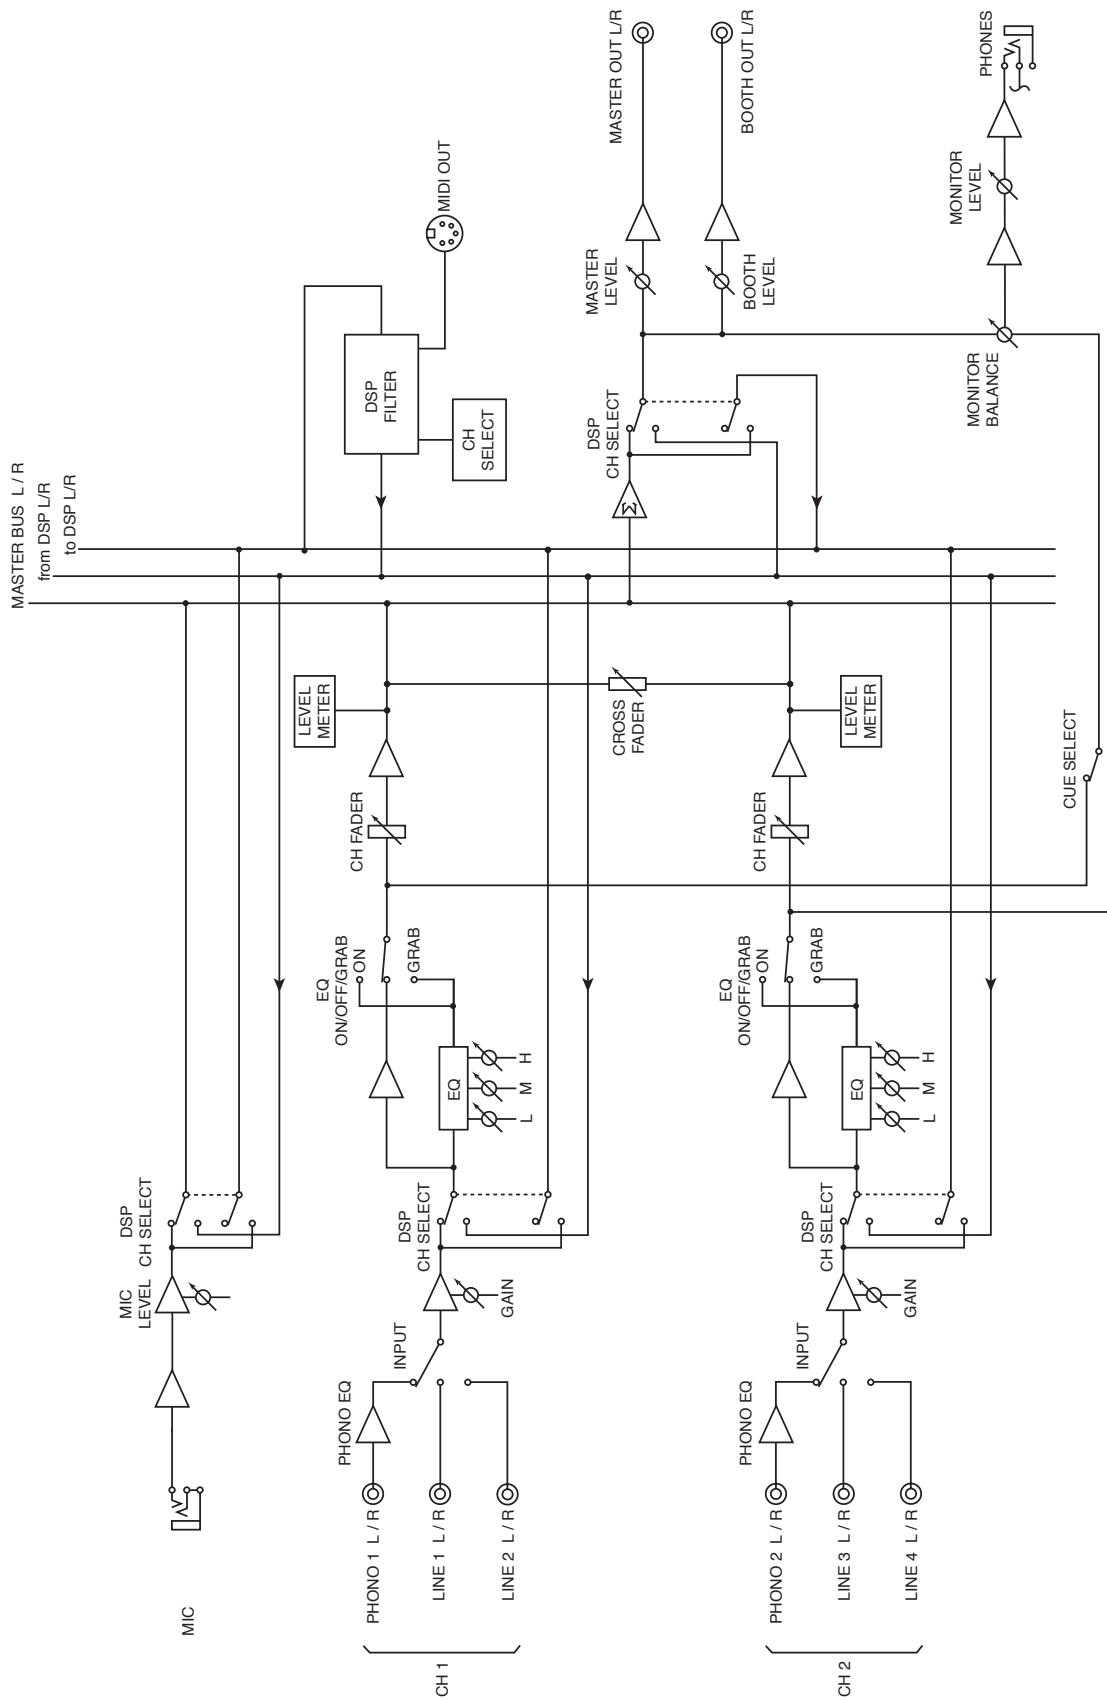 MIC
MIC
LEVEL
DSP
CH SELECT
MASTER BUS L / R
from DSP L/R
to DSP L/R
DSP
FILTER
CH
SELECT
MIDI OUT
CH 1
PHONO 1 L / R
LINE 1 L / R
LINE 2 L / R
PHONO EQ
INPUT
GAIN
DSP
CH SELECT
EQ
L
M
H
EQ
ON/OFF/GRAB
ON
GRAB
CH FADER
LEVEL
METER
CROSS
FADER
DSP
CH SELECT
Σ
MASTER
LEVEL
MASTER OUT L/R
BOOTH
LEVEL
BOOTH OUT L/R
CH 2
PHONO 2 L / R
LINE 3 L / R
LINE 4 L / R
PHONO EQ
INPUT
GAIN
DSP
CH SELECT
EQ
L
M
H
EQ
ON/OFF/GRAB
ON
GRAB
CH FADER
LEVEL
METER
CUE SELECT
MONITOR
BALANCE
MONITOR
LEVEL
PHONES